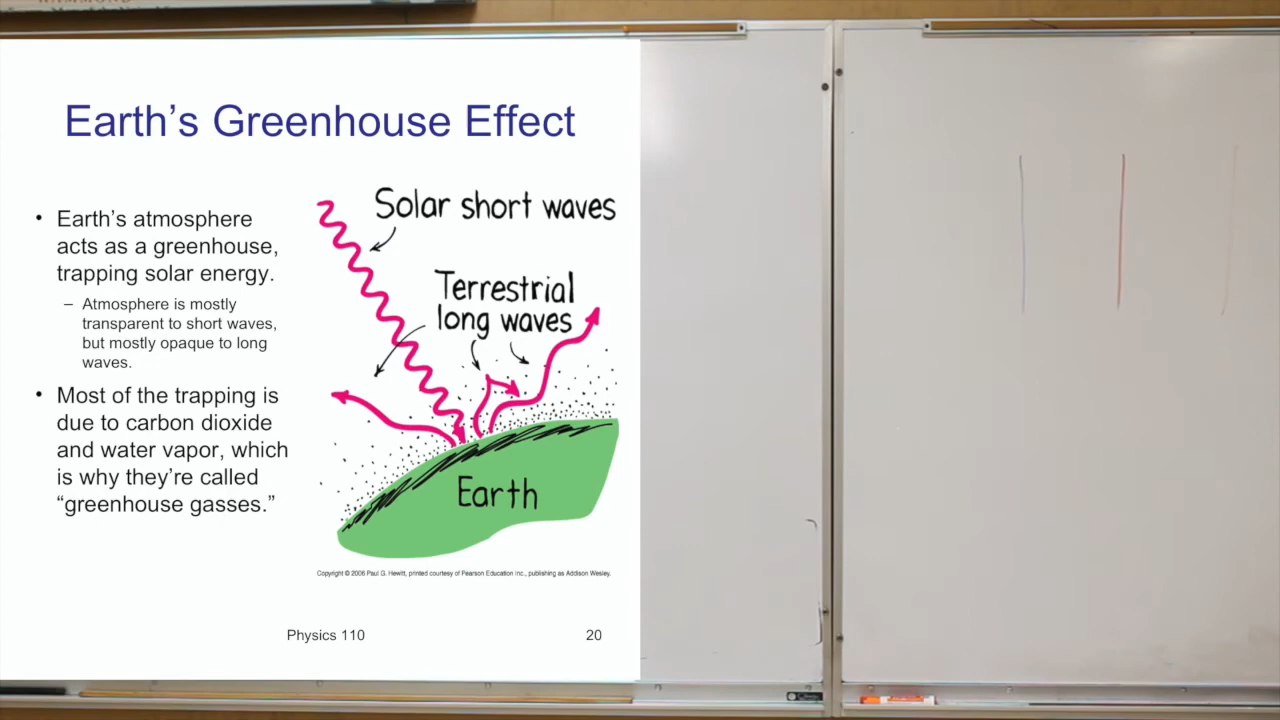 HAMMOND
Earth's Greenhouse Effect
• Earth's atmosphere
acts as a greenhouse,
trapping solar energy.
– Atmosphere is mostly
transparent to short waves,
but mostly opaque to long
waves.
• Most of the trapping is
due to carbon dioxide
and water vapor, which
is why they're called
“greenhouse gasses.”
Solar short waves
Terrestrial
long waves
Earth
Copyright © 2006 Paul G. Hewitt, printed courtesy of Pearson Education Inc., publishing as Addison Wesley.
Physics 110
20